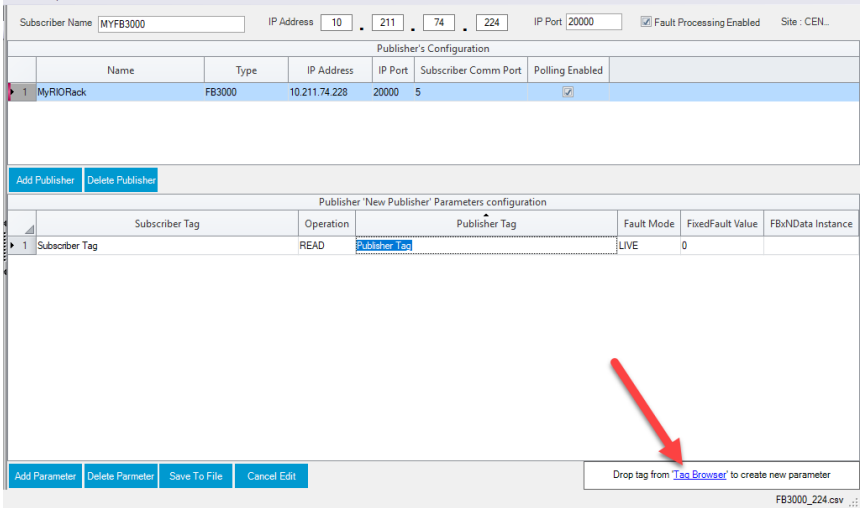 Subscriber Name MYFB3000 IP Address 10 . 211 . 74 . 224 IP Port 20000 Fault Processing Enabled Site : CEN...
Publisher's Configuration
Name Type IP Address IP Port Subscriber Comm Port Polling Enabled
1 MyRIORack FB3000 10.211.74.228 20000 5
Add Publisher Delete Publisher
Publisher 'New Publisher' Parameters configuration
Subscriber Tag Operation Publisher Tag Fault Mode FixedFault Value FBxNData Instance
1 Subscriber Tag READ Publisher Tag LIVE 0
Add Parameter Delete Parmeter Save To File Cancel Edit Drop tag from 'Tag Browser' to create new parameter
FB3000_224.csv